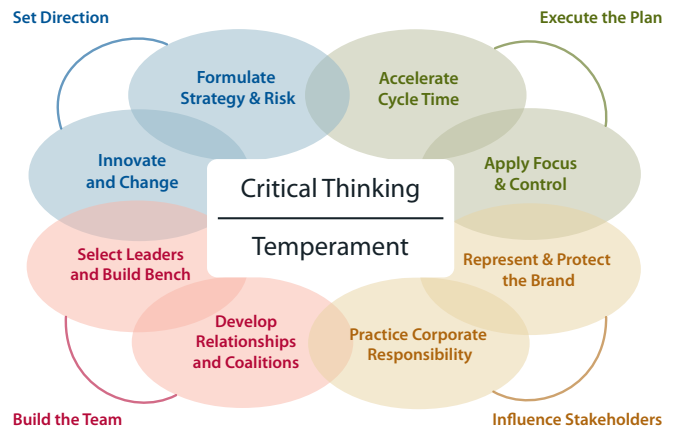 Set Direction
Execute the Plan
Formulate
Strategy & Risk
Accelerate
Cycle Time
Innovate
and Change
Apply Focus
& Control
Critical Thinking
Temperament
Select Leaders
and Build Bench
Represent & Protect
the Brand
Develop
Relationships
and Coalitions
Practice Corporate
Responsibility
Build the Team
Influence Stakeholders